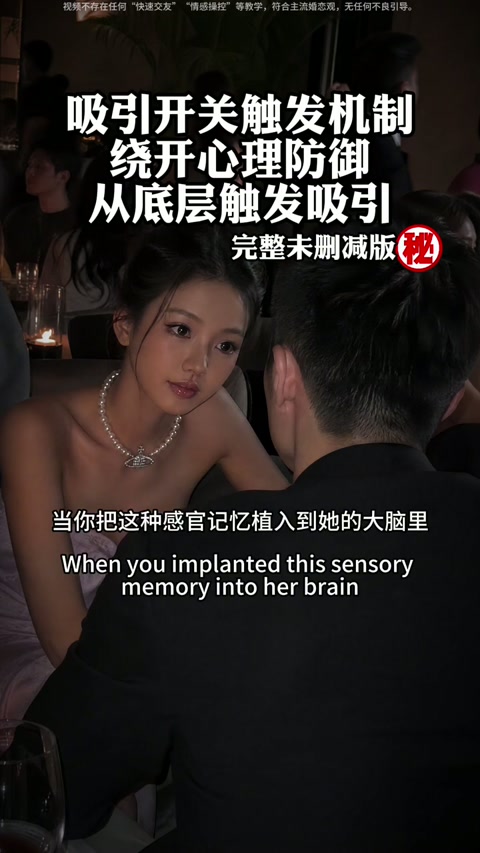 视频不存在任何“快速交友”“情感操控”等教学，符合主流婚恋观，无任何不良引导。
吸引开关触发机制
绕开心理防御
从底层触发吸引
完整未删减版 秘
当你把这种感官记忆植入到她的大脑里
When you implanted this sensory
memory into her brain